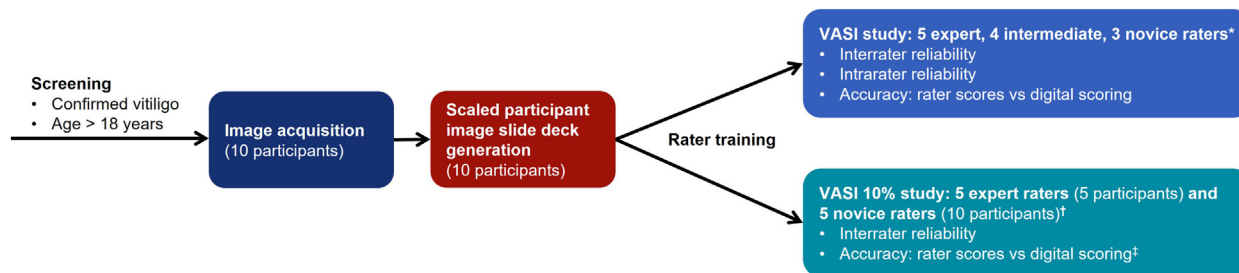 Screening
• Confirmed vitiligo
• Age > 18 years
Image acquisition
(10 participants)
Scaled participant
image slide deck
generation
(10 participants)
Rater training
VASI study: 5 expert, 4 intermediate, 3 novice raters*
• Interrater reliability
• Intrarater reliability
• Accuracy: rater scores vs digital scoring
VASI 10% study: 5 expert raters (5 participants) and
5 novice raters (10 participants)†
• Interrater reliability
• Accuracy: rater scores vs digital scoring‡